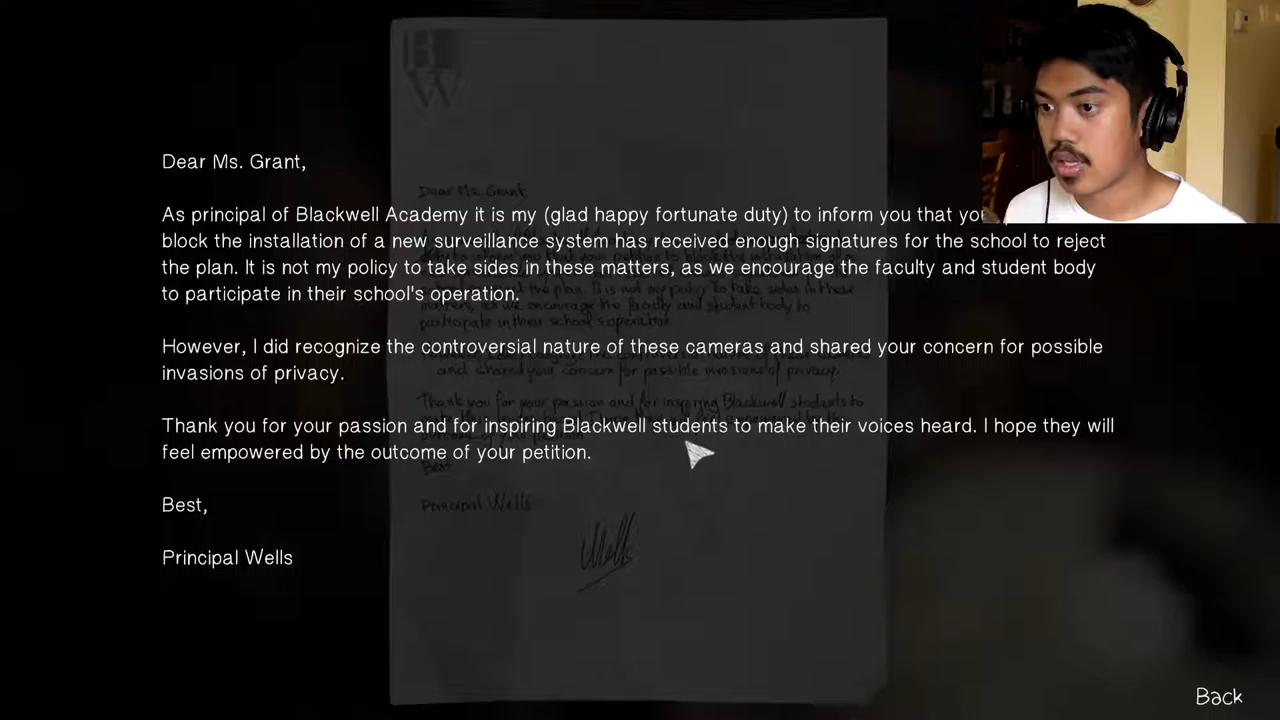 Dear Ms. Grant,
As principal of Blackwell Academy it is my (glad happy fortunate duty) to inform you that
block the installation of a new surveillance system has received enough signatures for the school to reject
the plan. It is not my policy to take sides in these matters, as we encourage the faculty and student body
to participate in their school's operation.
However, I did recognize the controversial nature of these cameras and shared your concern for possible
invasions of privacy.
Thank you for your passion and for inspiring Blackwell students to make their voices heard. I hope they will
feel empowered by the outcome of your petition.
Best,
Principal Wells
Back